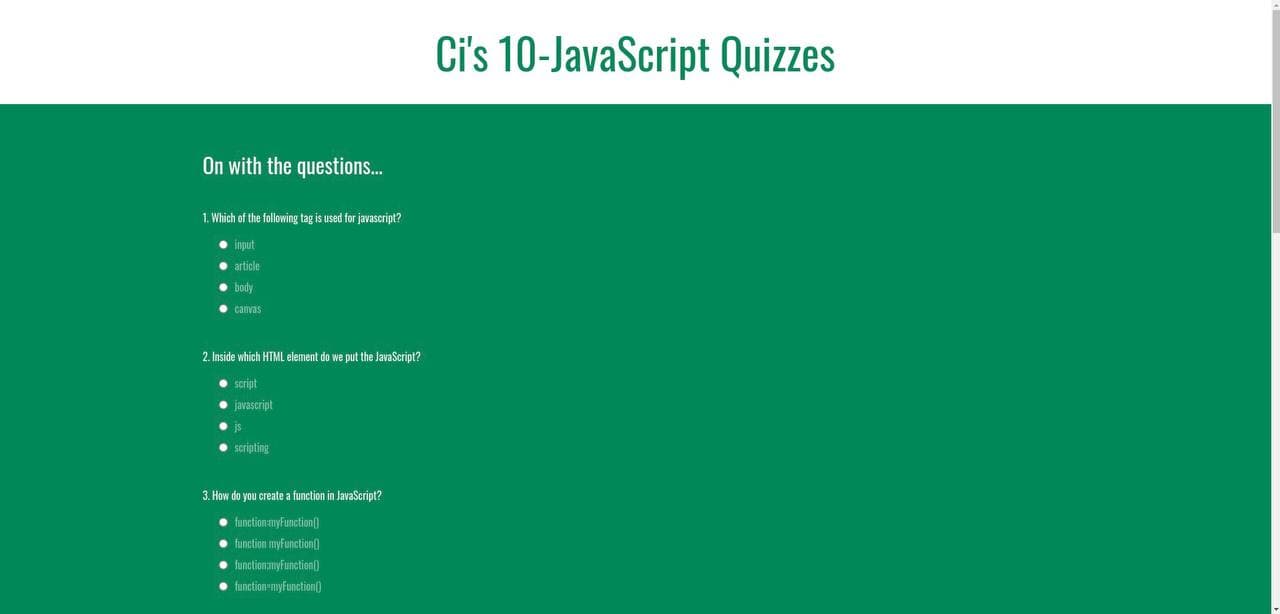 Ci's 10-JavaScript Quizzes
On with the questions...
1. Which of the following tag is used for javascript?
input
article
body
canvas
2. Inside which HTML element do we put the JavaScript?
script
javascript
js
scripting
3. How do you create a function in JavaScript?
function:myFunction()
function myFunction()
function;myFunction()
function=myFunction()